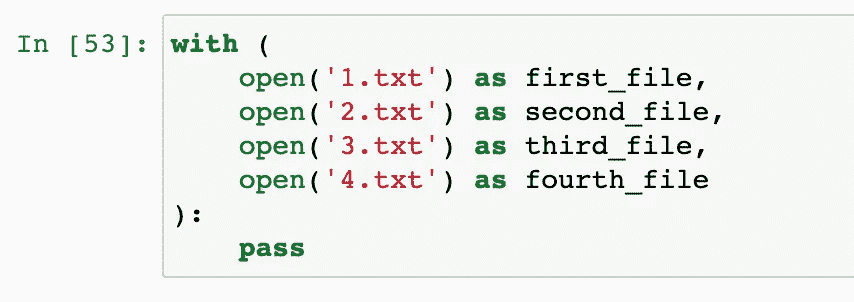 In [53]: with (
    open('1.txt') as first_file,
    open('2.txt') as second_file,
    open('3.txt') as third_file,
    open('4.txt') as fourth_file
):
    pass